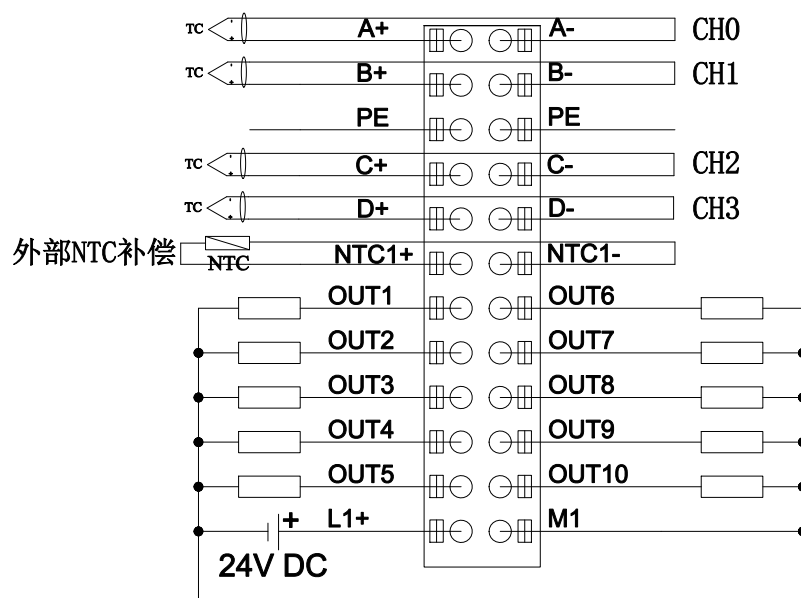 TC A+ A- CH0
TC B+ B- CH1
PE PE
TC C+ C- CH2
TC D+ D- CH3
外部NTC补偿 NTC NTC1+ NTC1-
OUT1 OUT6
OUT2 OUT7
OUT3 OUT8
OUT4 OUT9
OUT5 OUT10
+ L1+ M1
24V DC